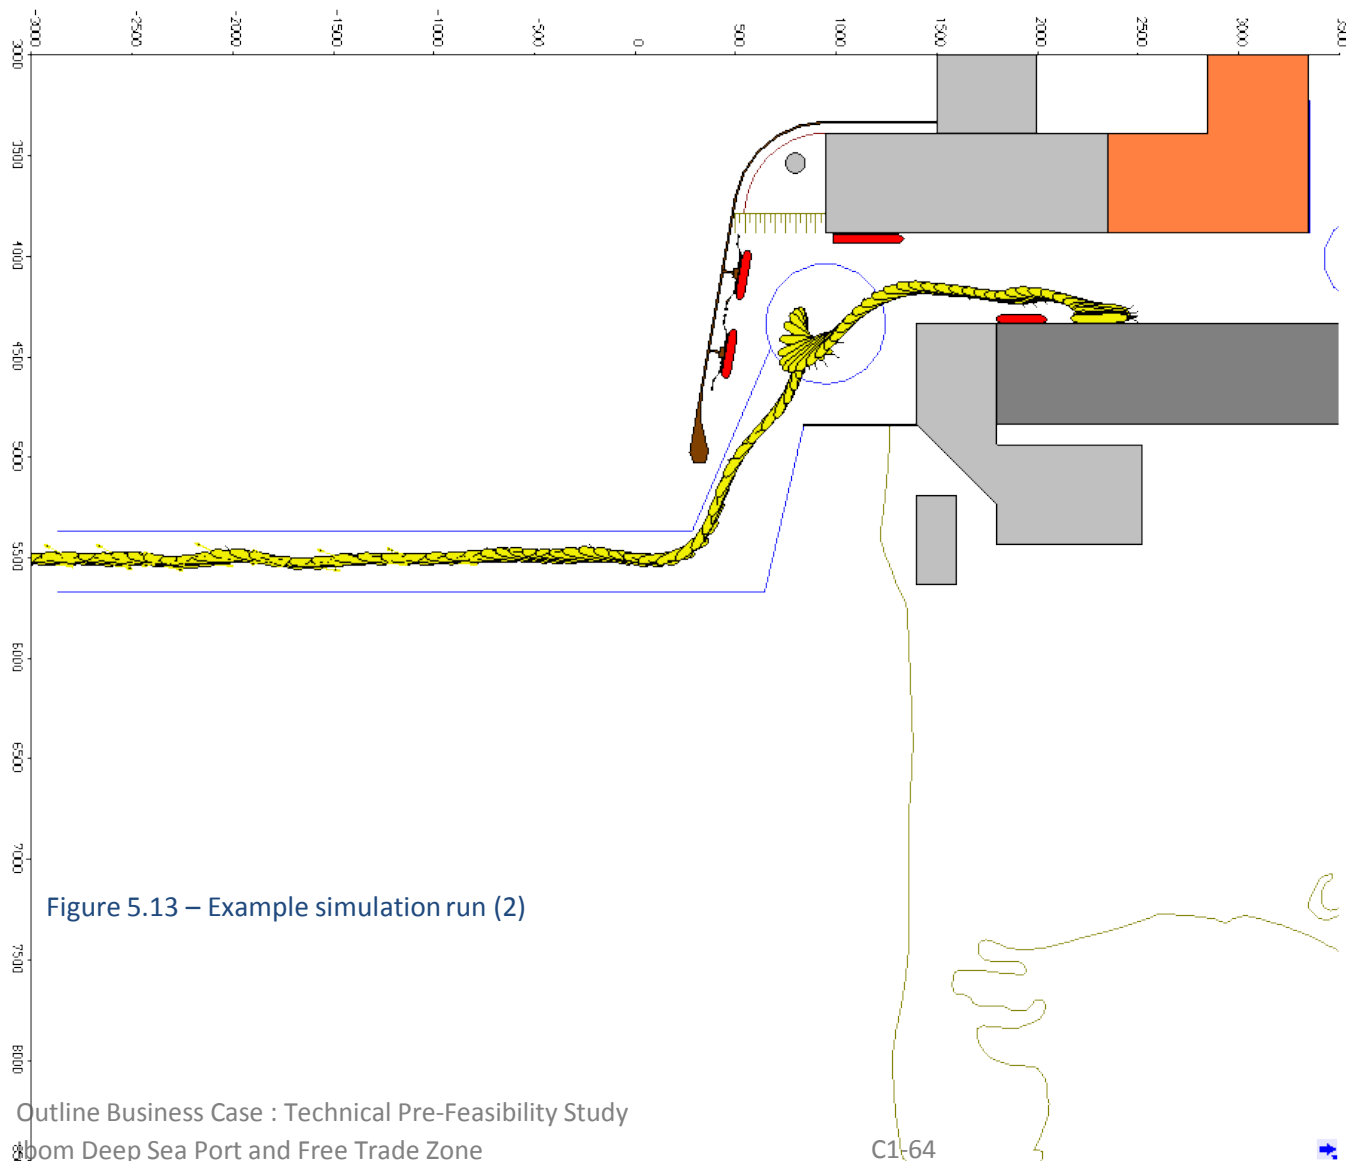 -3000 -2500 -2000 -1500 -1000 -500 0 500 1000 1500 2000 2500 3000 3500
3000
3500
4000
4500
5000
5500
6000
6500
7000
7500
8000
Figure 5.13 – Example simulation run (2)
Outline Business Case : Technical Pre-Feasibility Study
bom Deep Sea Port and Free Trade Zone
C1-64